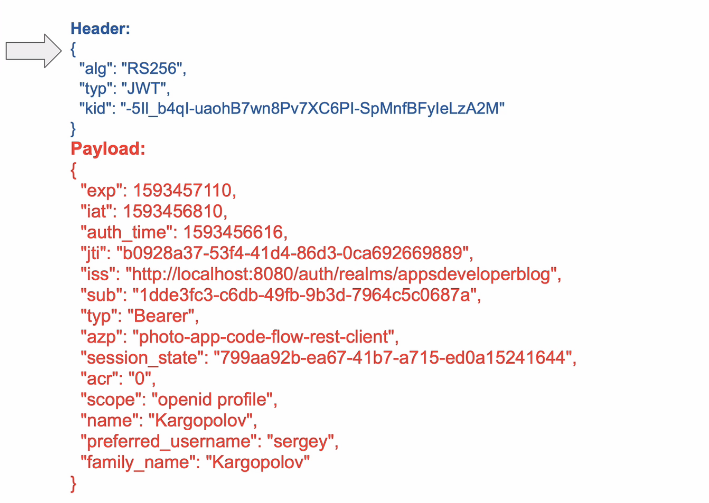 Header:
{
"alg": "RS256",
"typ": "JWT",
"kid": "-5Il_b4qI-uaohB7wn8Pv7XC6PI-SpMnfBFyIeLzA2M"
}
Payload:
{
"exp": 1593457110,
"iat": 1593456810,
"auth_time": 1593456616,
"jti": "b0928a37-53f4-41d4-86d3-0ca692669889",
"iss": "http://localhost:8080/auth/realms/appsdeveloperblog",
"sub": "1dde3fc3-c6db-49fb-9b3d-7964c5c0687a",
"typ": "Bearer",
"azp": "photo-app-code-flow-rest-client",
"session_state": "799aa92b-ea67-41b7-a715-ed0a15241644",
"acr": "0",
"scope": "openid profile",
"name": "Kargopolov",
"preferred_username": "sergey",
"family_name": "Kargopolov"
}